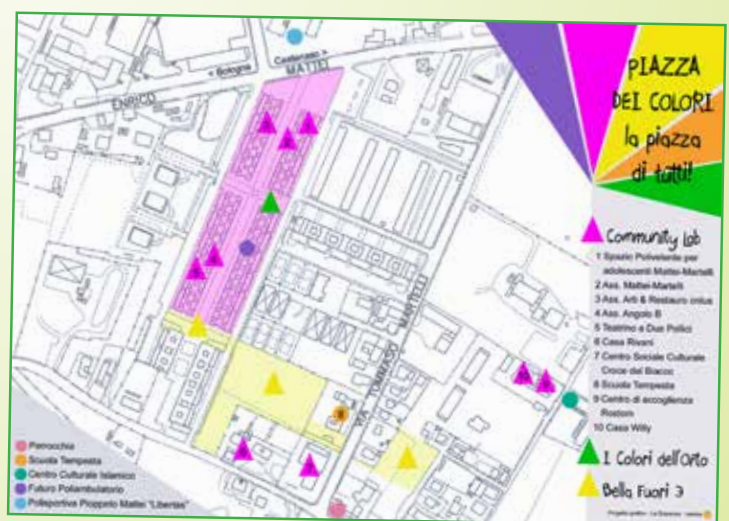 PIAZZA
DEI COLORI
la piazza
di tutti!
Castenaso >
< Bologna
ENRICO MATTEI
VIA TOMMASO MARTELLI
Community Lab
1 Spazio Polivalente per
adolescenti Mattei-Martelli
2 Ass. Mattei-Martelli
3 Ass. Arti & Restauro onlus
4 Ass. Angolo B
5 Teatrino a Due Pollici
6 Casa Rivani
7 Centro Sociale Culturale
Croce del Biacco
8 Scuola Tempesta
9 Centro di accoglienza
Rostom
10 Casa Willy
I Colori dell'Orto
Bella Fuori 3
Parrocchia
Scuola Tempesta
Centro Culturale Islamico
Futuro Poliambulatorio
Polisportiva Pioppeto Mattei "Libertas"